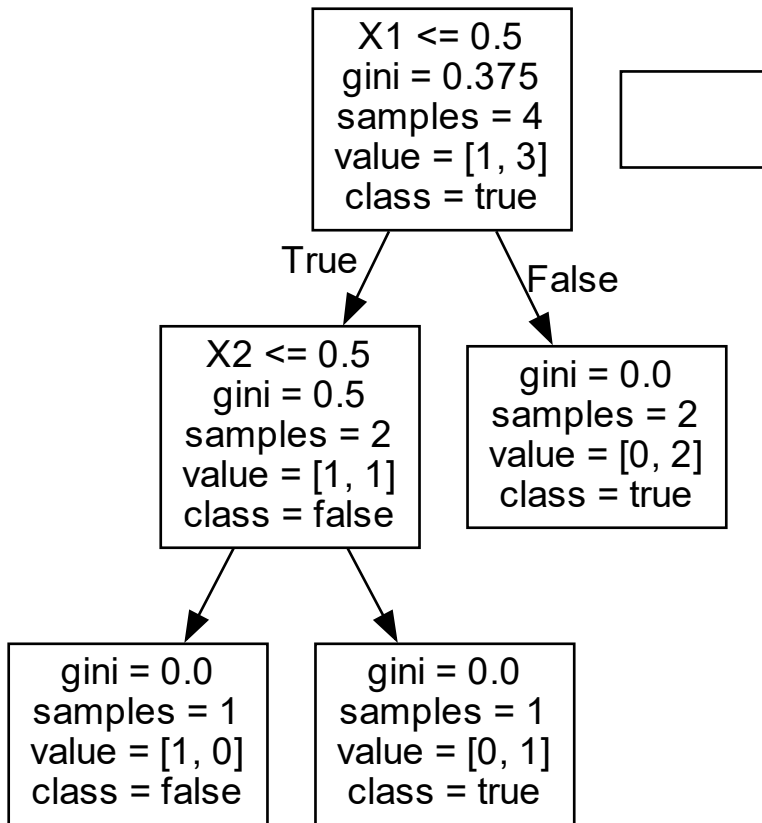 X1 <= 0.5
gini = 0.375
samples = 4
value = [1, 3]
class = true
True
False
X2 <= 0.5
gini = 0.5
samples = 2
value = [1, 1]
class = false
gini = 0.0
samples = 2
value = [0, 2]
class = true
gini = 0.0
samples = 1
value = [1, 0]
class = false
gini = 0.0
samples = 1
value = [0, 1]
class = true